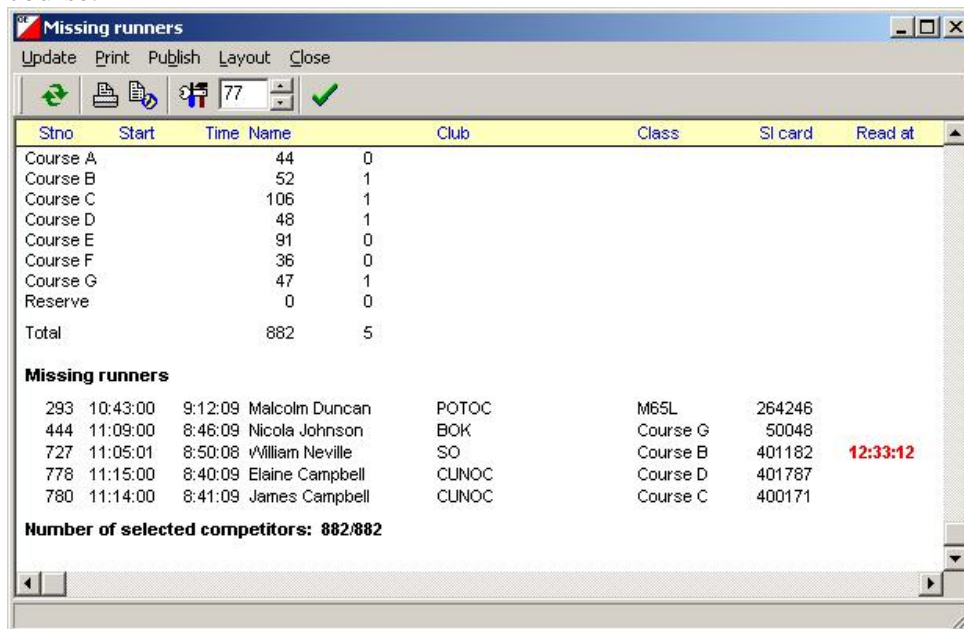 Missing runners
Update Print Publish Layout Close
77
Stno Start Time Name Club Class SI card Read at
Course A 44 0
Course B 52 1
Course C 106 1
Course D 48 1
Course E 91 0
Course F 36 0
Course G 47 1
Reserve 0 0
Total 882 5
Missing runners
293 10:43:00 9:12:09 Malcolm Duncan POTOC M65L 264246
444 11:09:00 8:46:09 Nicola Johnson BOK Course G 50048
727 11:05:01 8:50:08 William Neville SO Course B 401182 12:33:12
778 11:15:00 8:40:09 Elaine Campbell CUNOC Course D 401787
780 11:14:00 8:41:09 James Campbell CUNOC Course C 400171
Number of selected competitors: 882/882